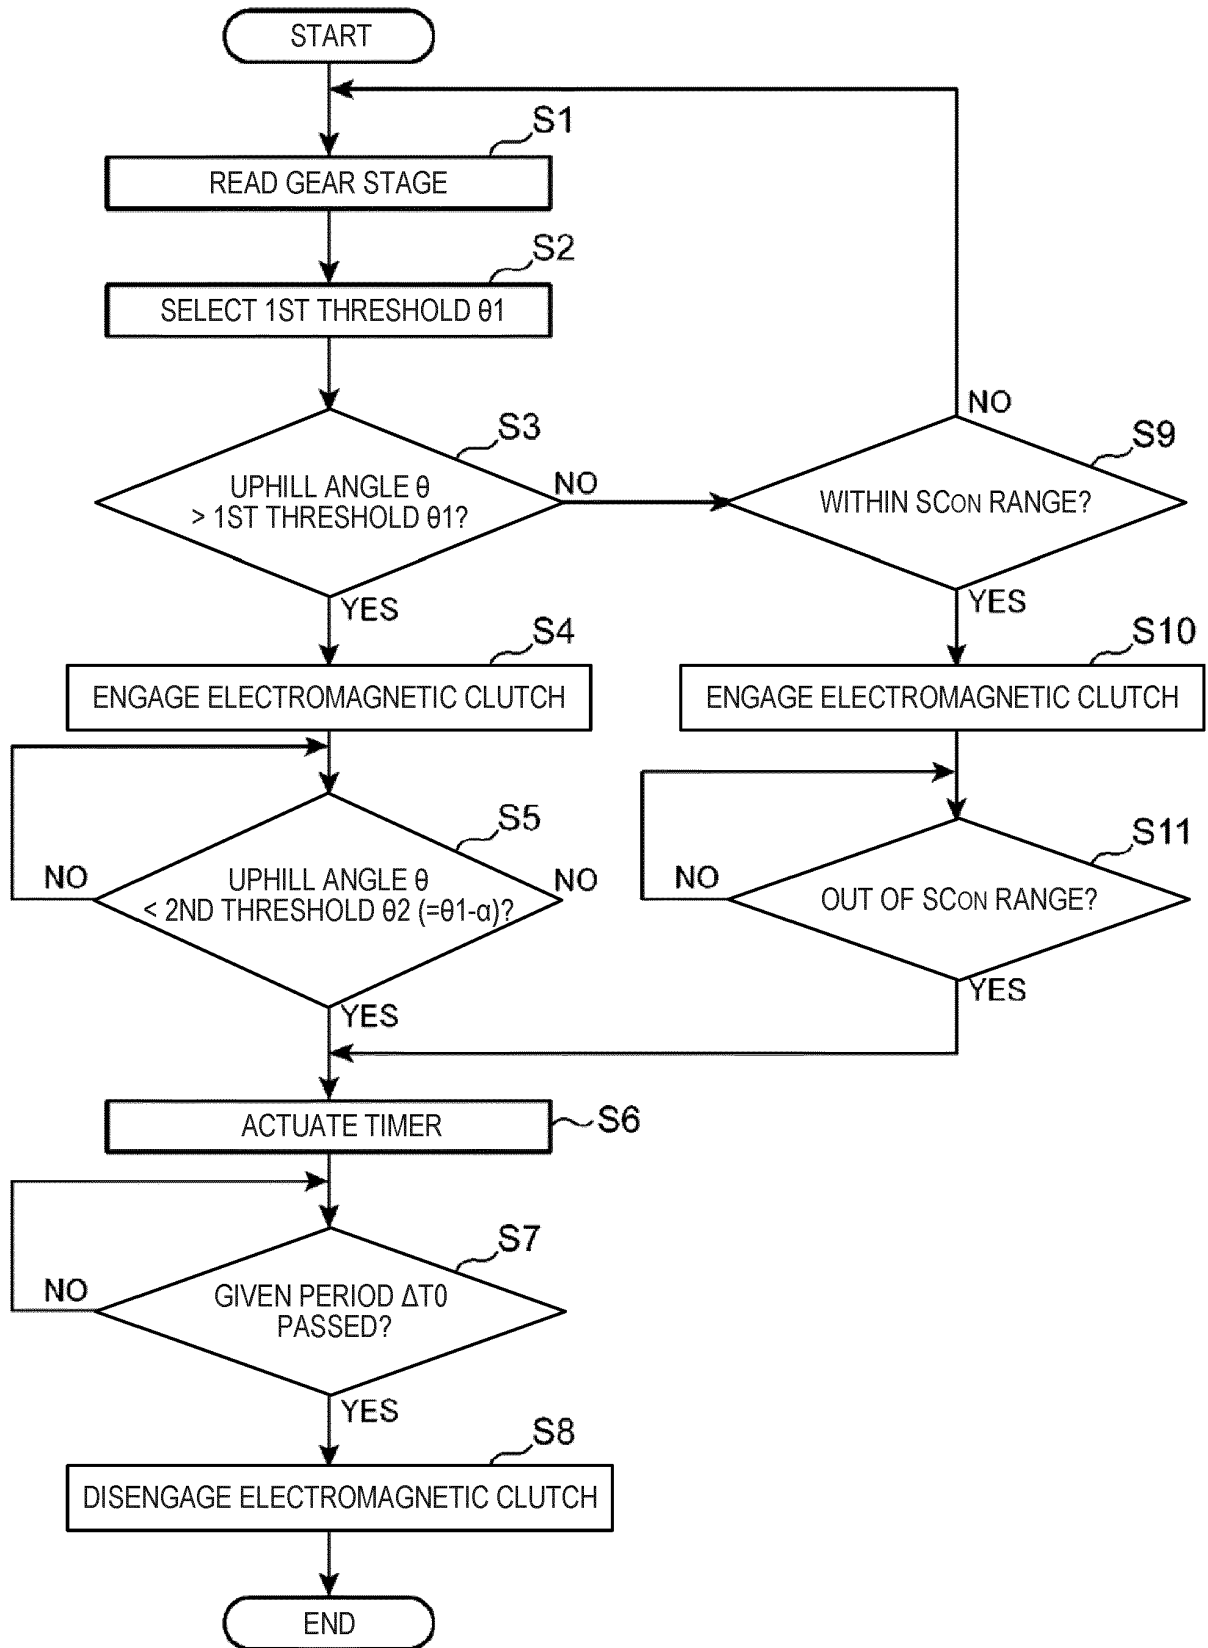 START
S1
READ GEAR STAGE
S2
SELECT 1ST THRESHOLD θ1
S3
UPHILL ANGLE θ
> 1ST THRESHOLD θ1?
NO
YES
NO
S9
WITHIN SCON RANGE?
YES
S4
ENGAGE ELECTROMAGNETIC CLUTCH
S10
ENGAGE ELECTROMAGNETIC CLUTCH
S5
UPHILL ANGLE θ
< 2ND THRESHOLD θ2 (=θ1-α)?
NO
NO
YES
S11
OUT OF SCON RANGE?
NO
YES
ACTUATE TIMER
S6
S7
GIVEN PERIOD ΔT0
PASSED?
NO
YES
S8
DISENGAGE ELECTROMAGNETIC CLUTCH
END